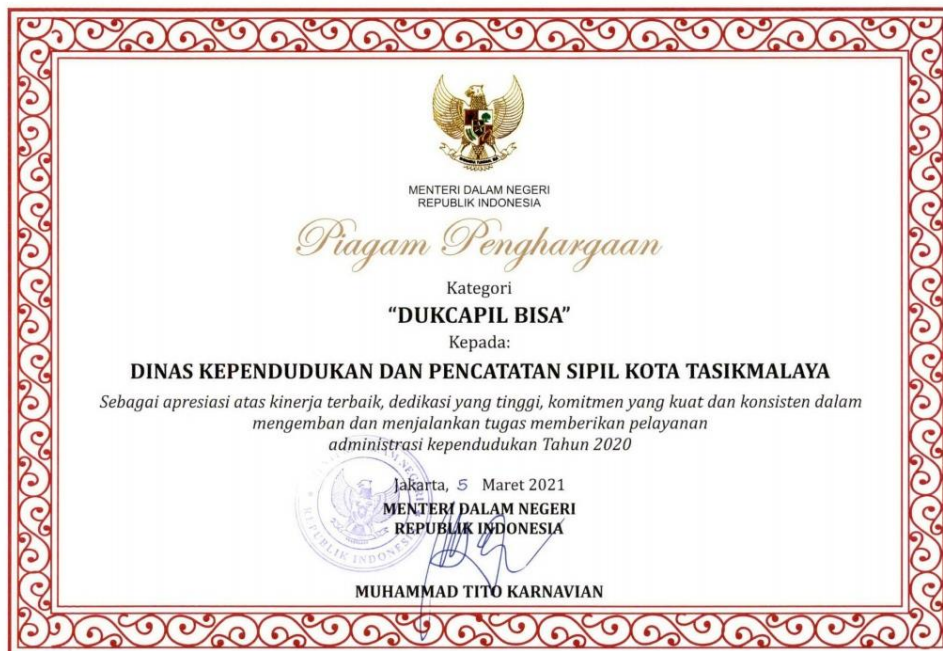 MENTERI DALAM NEGERI
REPUBLIK INDONESIA
Piagam Penghargaan
Kategori
“DUKCAPIL BISA”
Kepada:
DINAS KEPENDUDUKAN DAN PENCATATAN SIPIL KOTA TASIKMALAYA
Sebagai apresiasi atas kinerja terbaik, dedikasi yang tinggi, komitmen yang kuat dan konsisten dalam
mengemban dan menjalankan tugas memberikan pelayanan
administrasi kependudukan Tahun 2020
Jakarta, 5 Maret 2021
MENTERI DALAM NEGERI
REPUBLIK INDONESIA
REPUBLIK INDONESIA
MUHAMMAD TITO KARNAVIAN